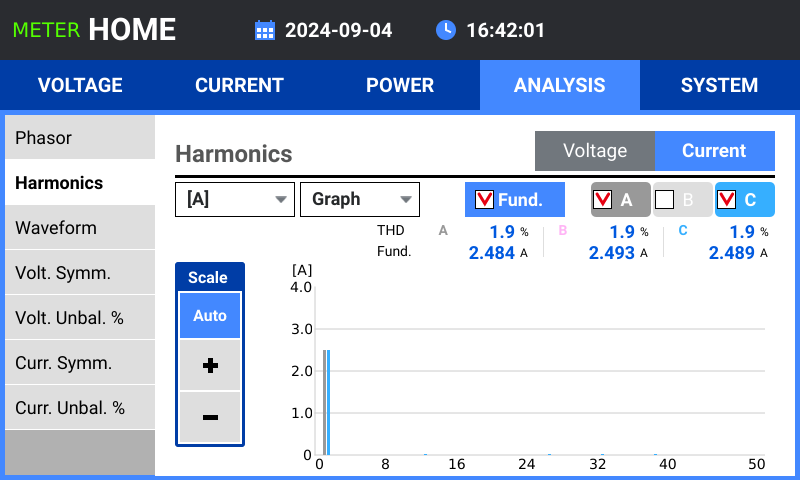 METER HOME 2024-09-04 16:42:01
VOLTAGE CURRENT POWER ANALYSIS SYSTEM
Phasor
Harmonics
Waveform
Volt. Symm.
Volt. Unbal. %
Curr. Symm.
Curr. Unbal. %
Harmonics Voltage Current
[A] Graph Fund. A B C
THD A 1.9 % B 1.9 % C 1.9 %
Fund. 2.484 A 2.493 A 2.489 A
Scale
Auto
+
−
[A]
4.0
3.0
2.0
1.0
0
0 8 16 24 32 40 50